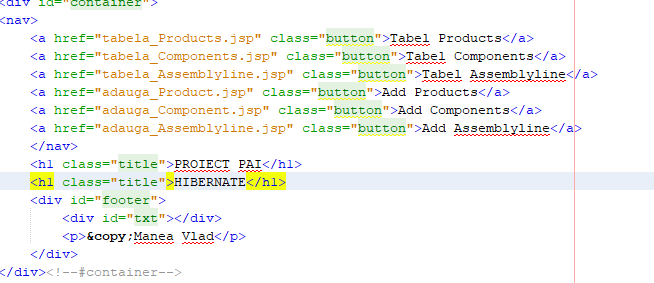 <div id="container">
<nav>
<a href="tabela_Products.jsp" class="button">Tabel Products</a>
<a href="tabela_Components.jsp" class="button">Tabel Components</a>
<a href="tabela_Assemblyline.jsp" class="button">Tabel Assemblyline</a>
<a href="adauga_Product.jsp" class="button">Add Products</a>
<a href="adauga_Component.jsp" class="button">Add Components</a>
<a href="adauga_Assemblyline.jsp" class="button">Add Assemblyline</a>
</nav>
<h1 class="title">PROIECT PAI</h1>
<h1 class="title">HIBERNATE</h1>
<div id="footer">
<div id="txt"></div>
<p>&copy;Manea Vlad</p>
</div>
</div><!--#container-->